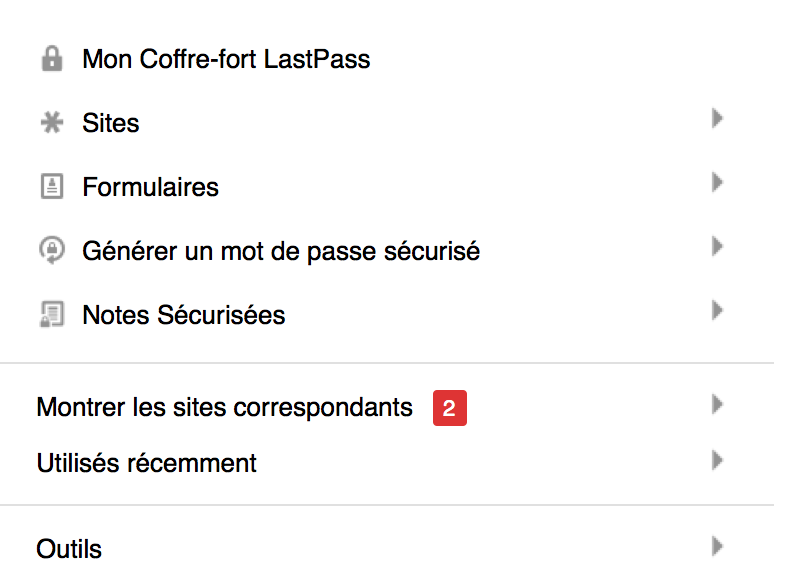 Mon Coffre-fort LastPass
Sites
Formulaires
Générer un mot de passe sécurisé
Notes Sécurisées
Montrer les sites correspondants 2
Utilisés récemment
Outils